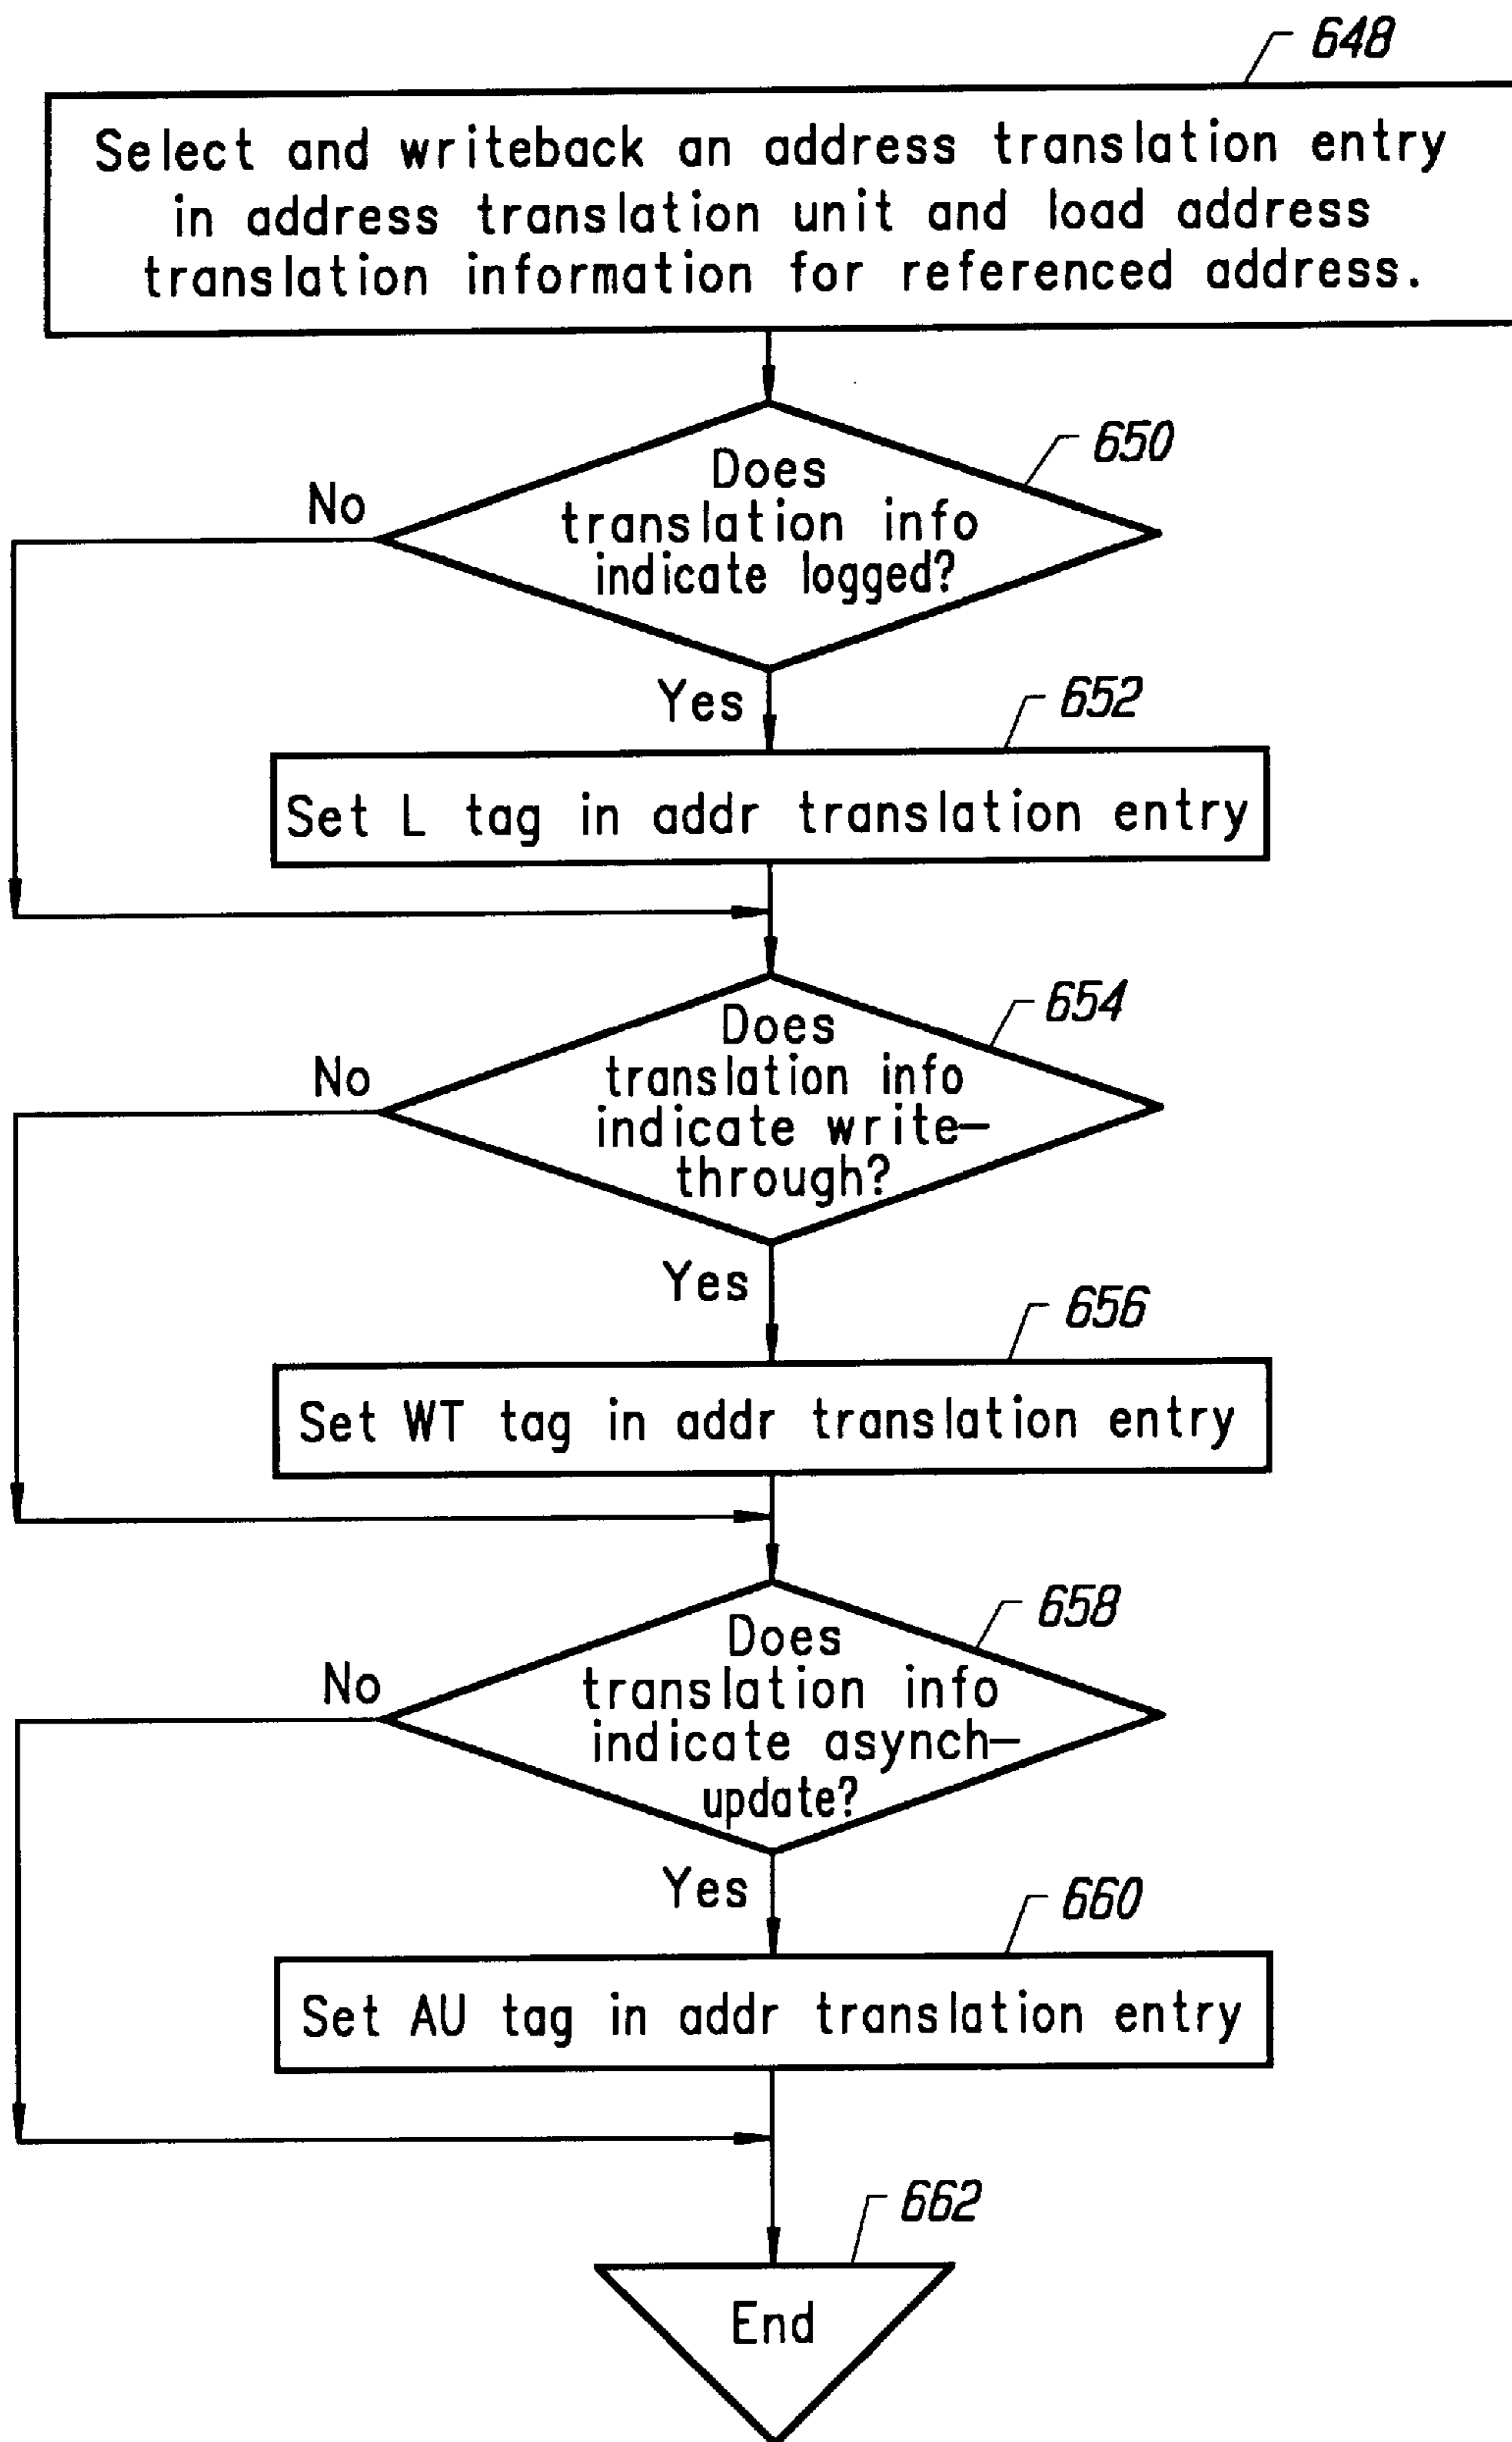 648
Select and writeback an address translation entry
in address translation unit and load address
translation information for referenced address.
650
Does
translation info
indicate logged?
No
Yes
652
Set L tag in addr translation entry
654
Does
translation info
indicate write-
through?
No
Yes
656
Set WT tag in addr translation entry
658
Does
translation info
indicate asynch-
update?
No
Yes
660
Set AU tag in addr translation entry
662
End